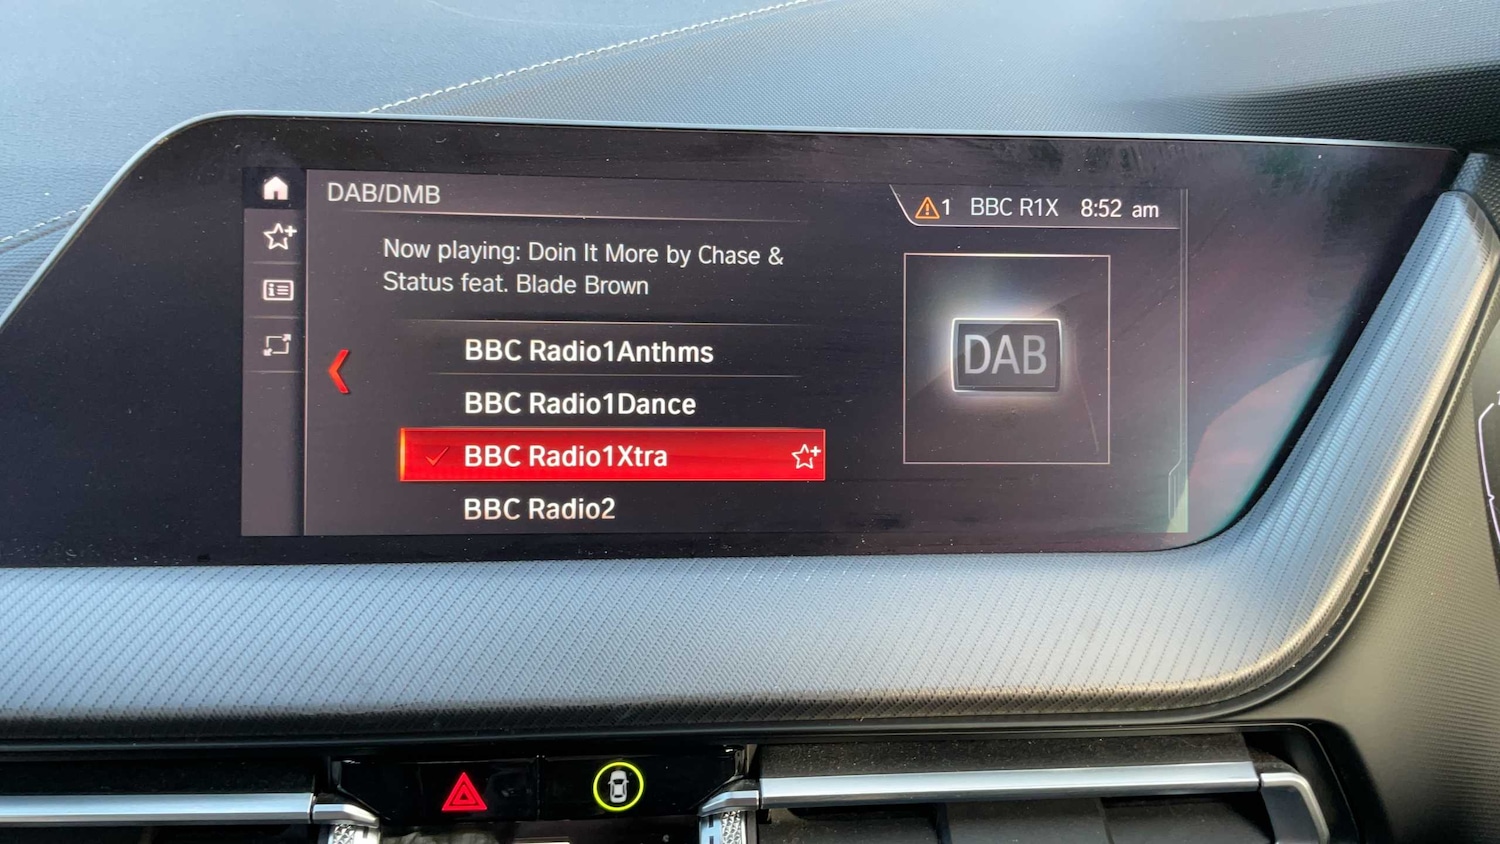 DAB/DMB
1 BBC R1X 8:52 am
Now playing: Doin It More by Chase &
Status feat. Blade Brown
BBC Radio1Anthms
BBC Radio1Dance
BBC Radio1Xtra
BBC Radio2
DAB